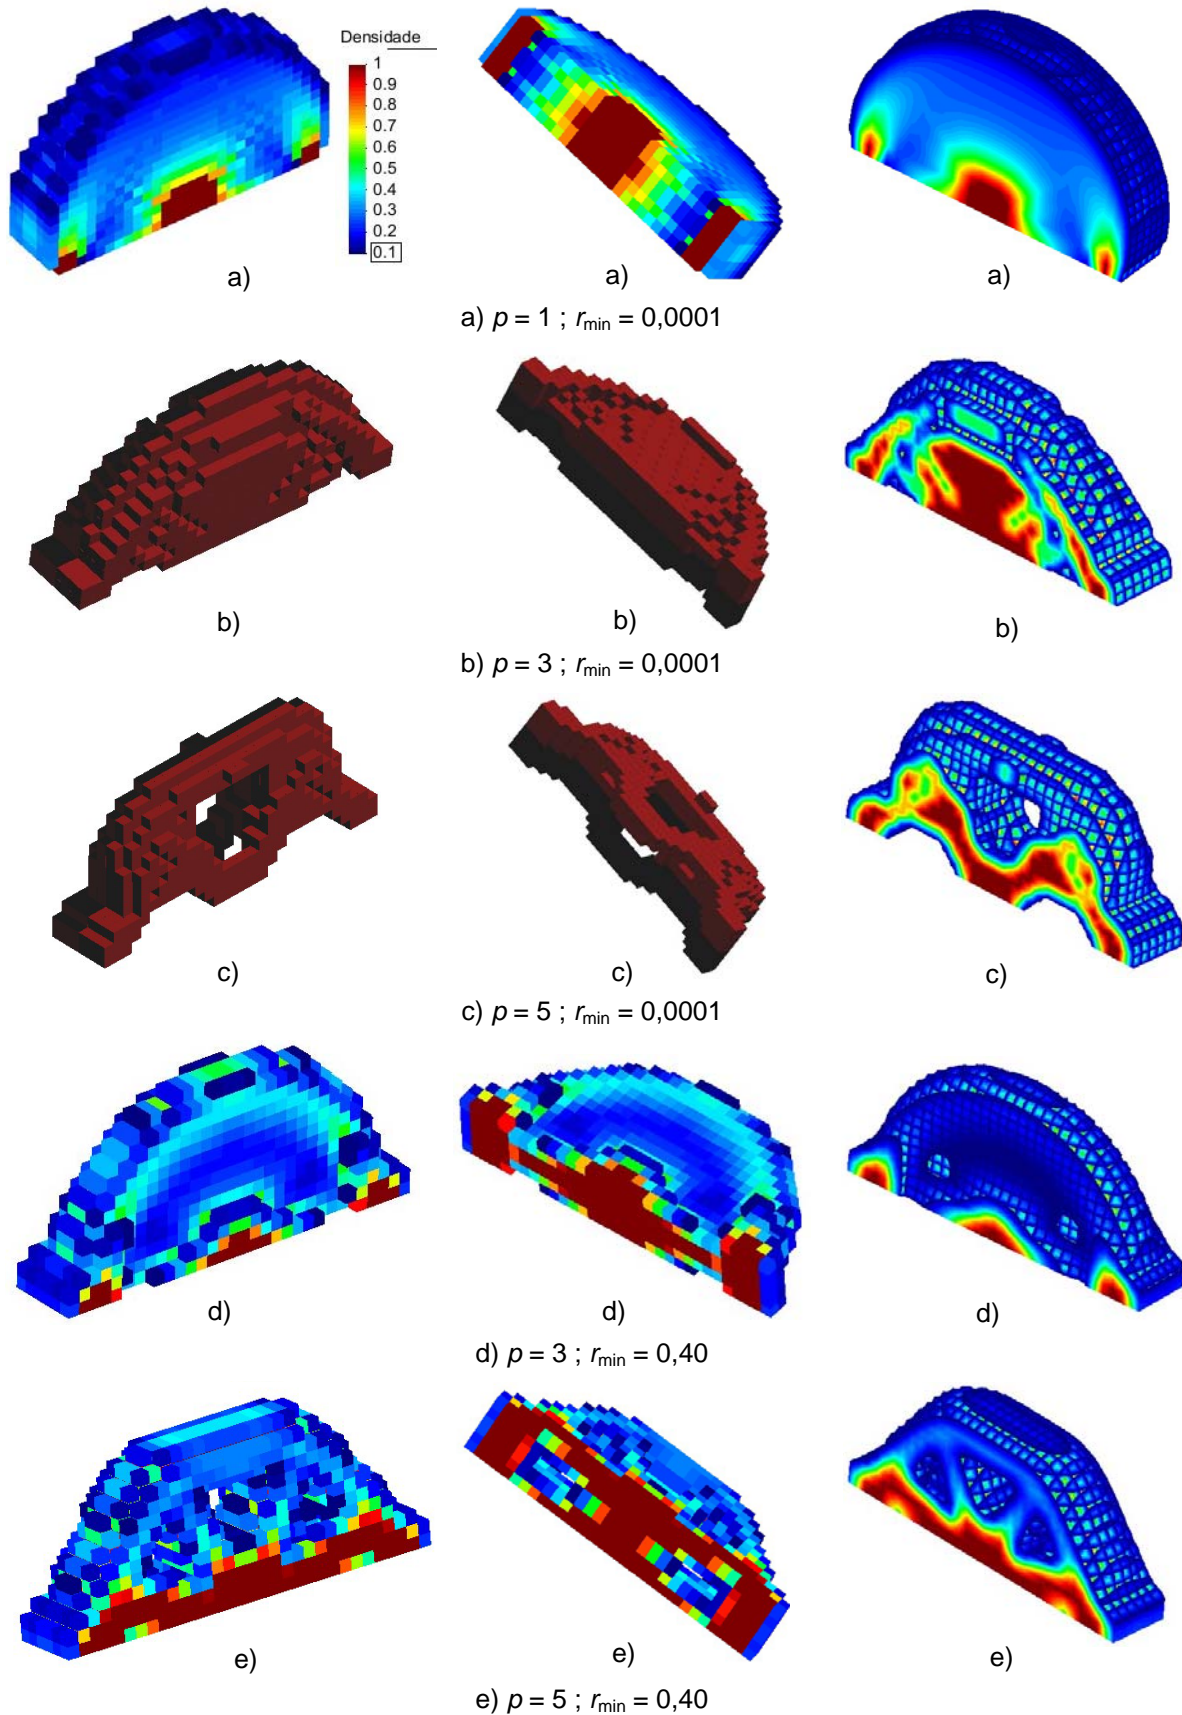 Densidade
1
0.9
0.8
0.7
0.6
0.5
0.4
0.3
0.2
0.1
a) a) a)
a) p = 1 ; rmin = 0,0001
b) b) b)
b) p = 3 ; rmin = 0,0001
c) c) c)
c) p = 5 ; rmin = 0,0001
d) d) d)
d) p = 3 ; rmin = 0,40
e) e) e)
e) p = 5 ; rmin = 0,40